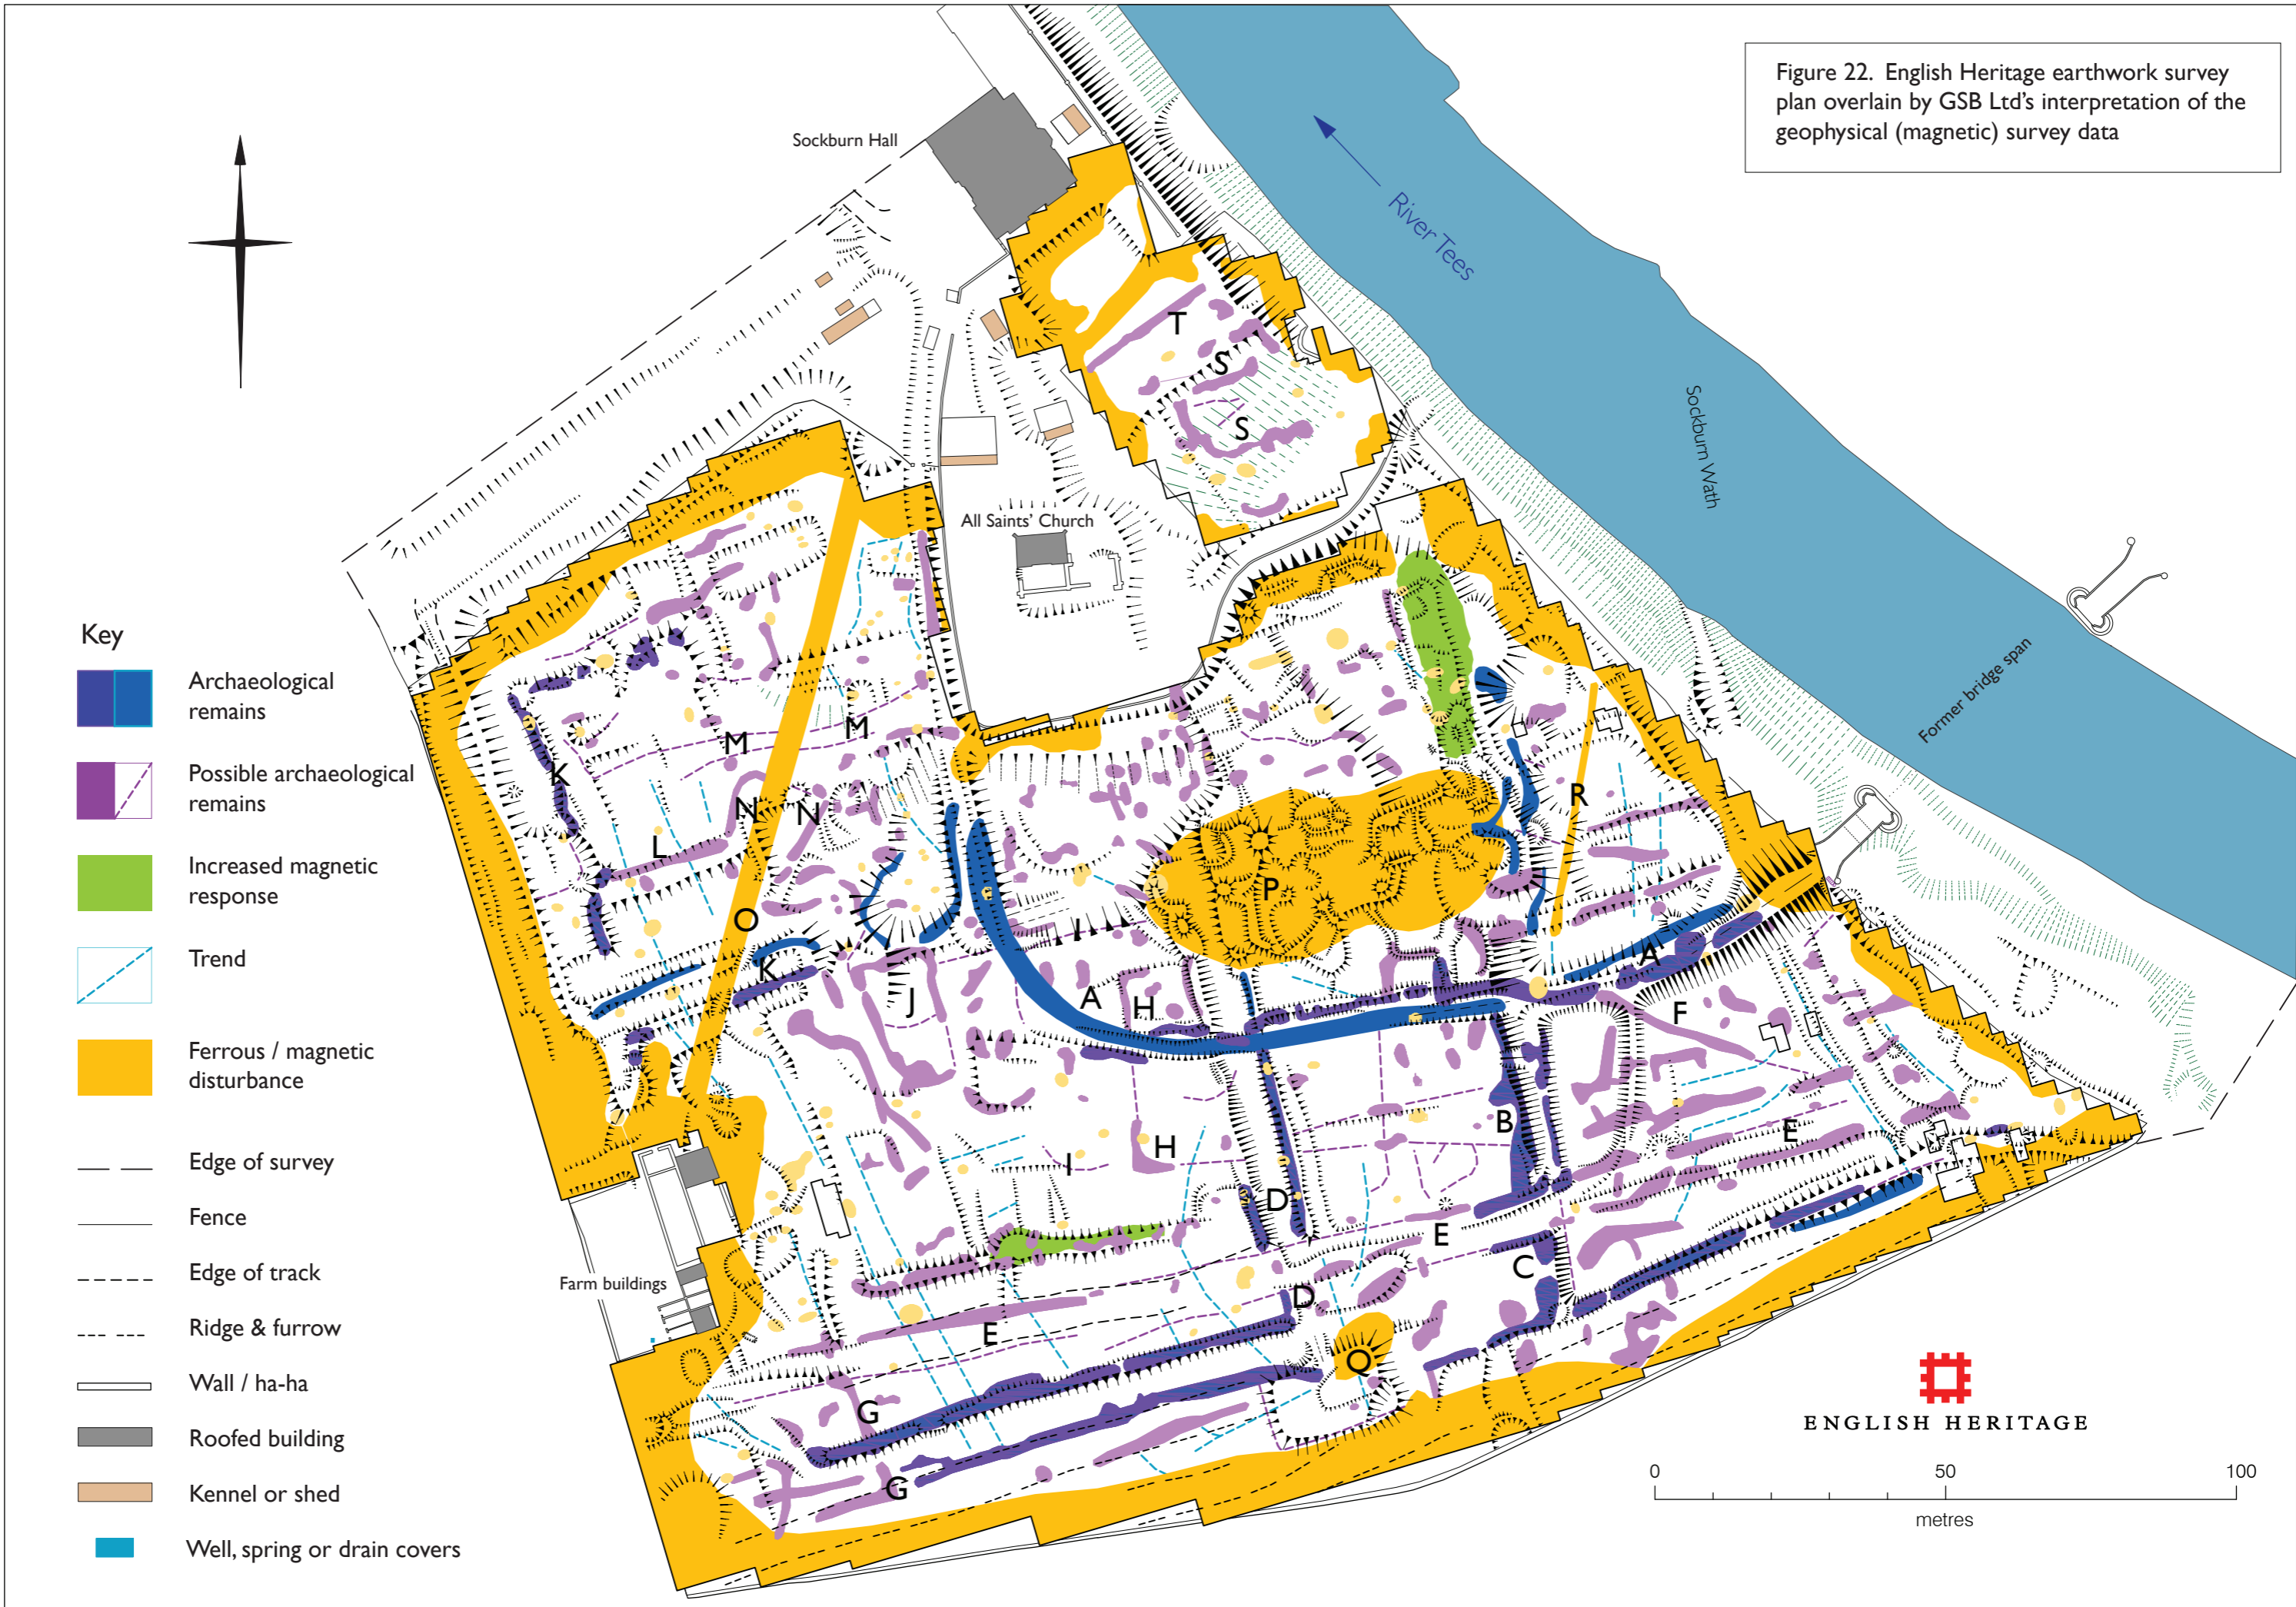 Figure 22. English Heritage earthwork survey
plan overlain by GSB Ltd's interpretation of the
geophysical (magnetic) survey data
Sockburn Hall
River Tees
Sockburn Wath
Former bridge span
All Saints' Church
Farm buildings
T
S
S
M
M
K
N
N
L
R
O
P
K
J
A
H
A
I
F
B
E
H
I
D
E
C
D
E
Q
G
G
Key
Archaeological
remains
Possible archaeological
remains
Increased magnetic
response
Trend
Ferrous / magnetic
disturbance
Edge of survey
Fence
Edge of track
Ridge & furrow
Wall / ha-ha
Roofed building
Kennel or shed
Well, spring or drain covers
ENGLISH HERITAGE
0 50 100
metres